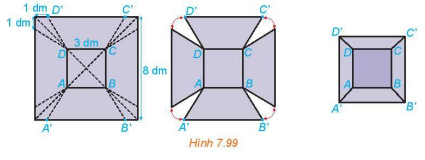 1 dm D' C'
1 dm
3 dm
D C
8 dm
A B
A' B'
D' C'
D C
A B
A' B'
D' C'
D C
A B
A' B'
Hình 7.99